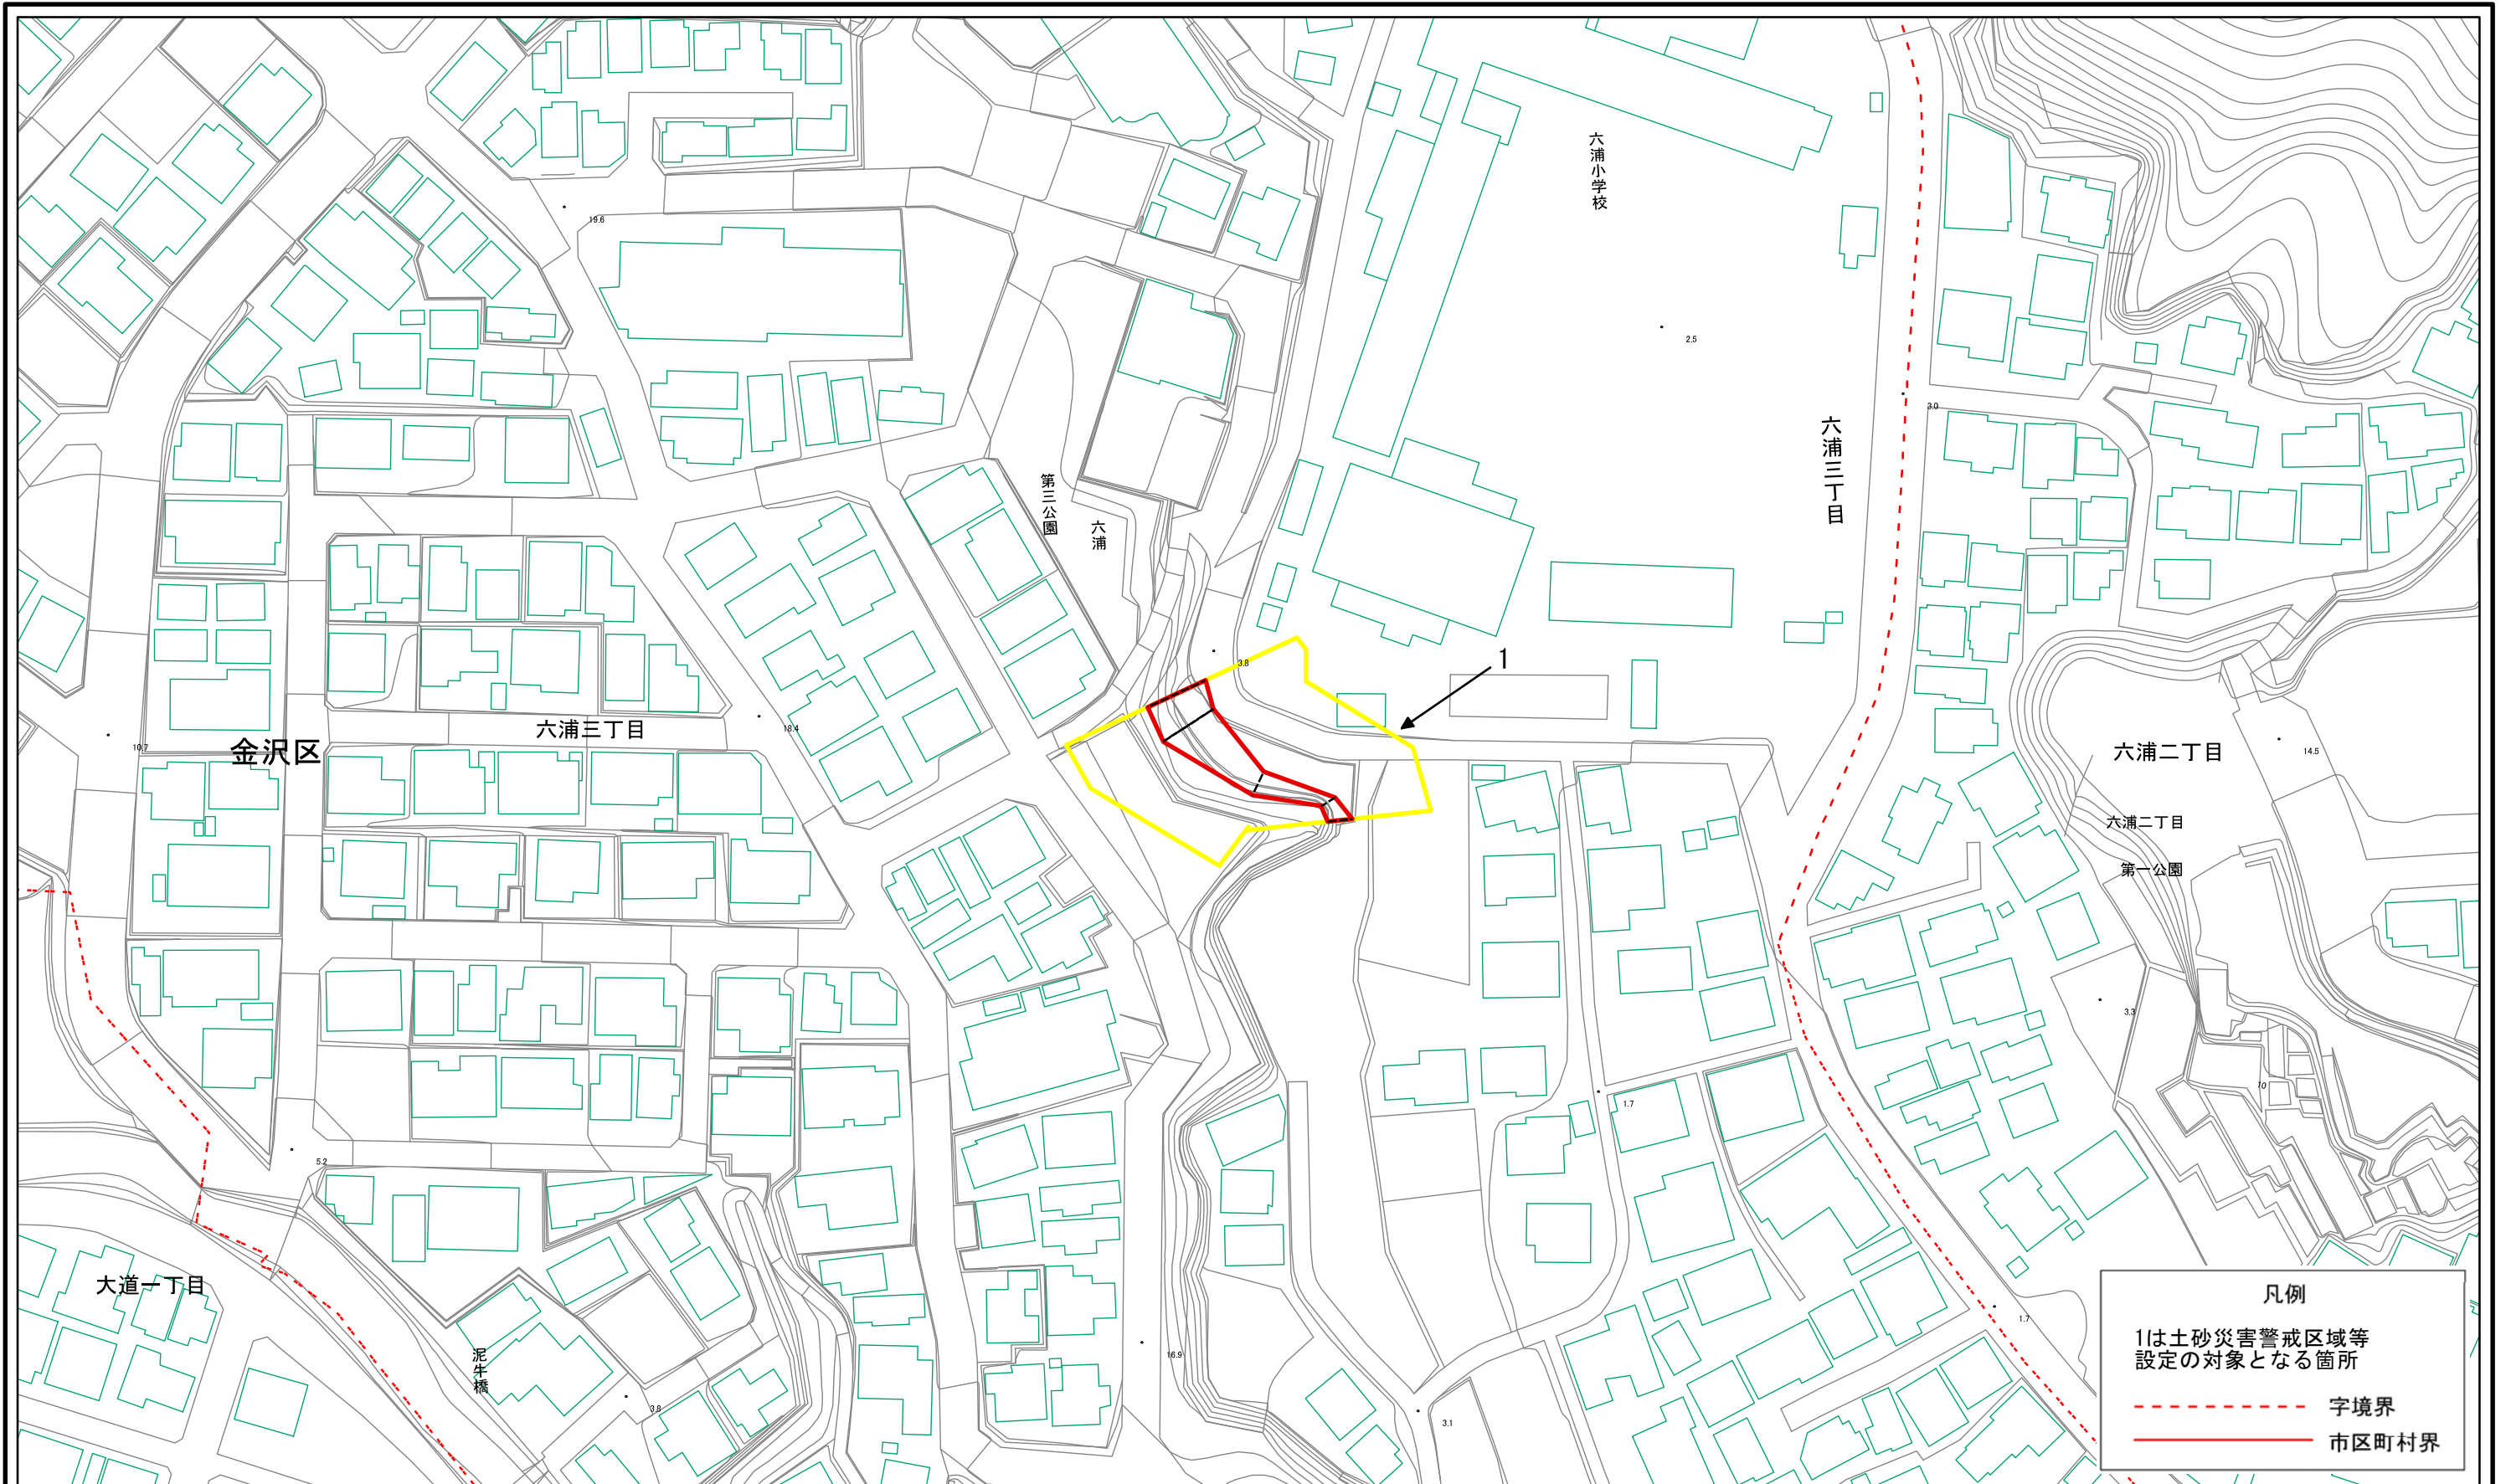 六浦小学校
19.6
2.5
3.0
六浦三丁目
第三公園
六浦
3.8
1
六浦三丁目
18.4
10.7
金沢区
六浦二丁目
14.5
六浦二丁目
第一公園
3.3
10
1.7
5.2
大道一丁目
泥牛橋
3.8
16.9
3.1
1.7
凡例
1は土砂災害警戒区域等
設定の対象となる箇所
字境界
市区町村界